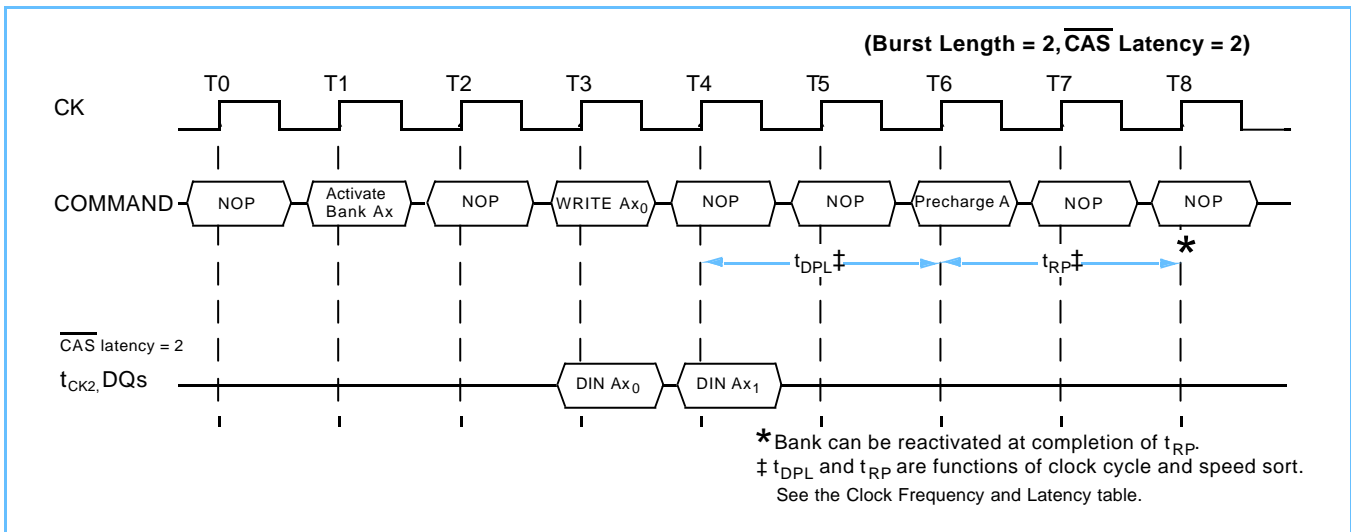 (Burst Length = 2, CAS Latency = 2)
T0 T1 T2 T3 T4 T5 T6 T7 T8
CK
COMMAND NOP Activate Bank Ax NOP WRITE Ax0 NOP NOP Precharge A NOP NOP
*
tDPL‡ tRP‡
CAS latency = 2
tCK2, DQs DIN Ax0 DIN Ax1
* Bank can be reactivated at completion of tRP.
‡ tDPL and tRP are functions of clock cycle and speed sort.
See the Clock Frequency and Latency table.